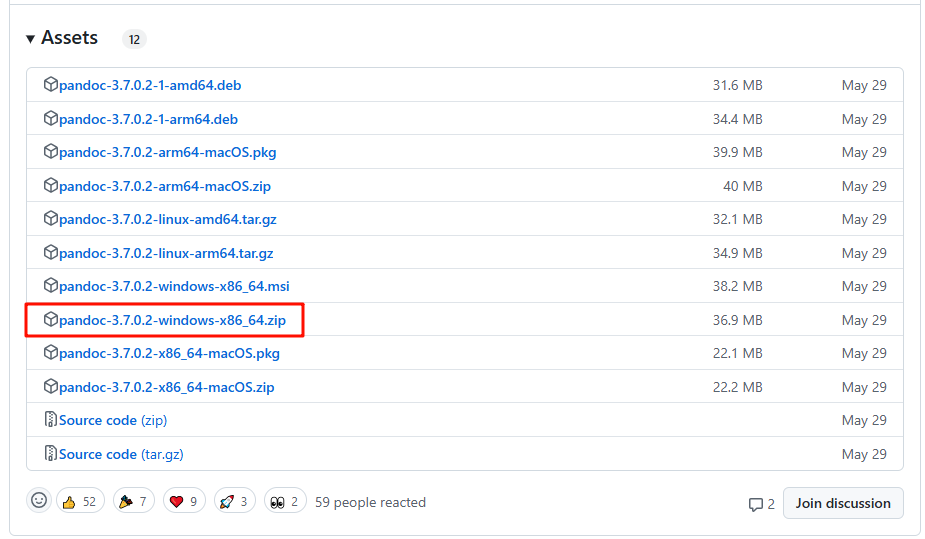 Assets 12
pandoc-3.7.0.2-1-amd64.deb 31.6 MB May 29
pandoc-3.7.0.2-1-arm64.deb 34.4 MB May 29
pandoc-3.7.0.2-arm64-macOS.pkg 39.9 MB May 29
pandoc-3.7.0.2-arm64-macOS.zip 40 MB May 29
pandoc-3.7.0.2-linux-amd64.tar.gz 32.1 MB May 29
pandoc-3.7.0.2-linux-arm64.tar.gz 34.9 MB May 29
pandoc-3.7.0.2-windows-x86_64.msi 38.2 MB May 29
pandoc-3.7.0.2-windows-x86_64.zip 36.9 MB May 29
pandoc-3.7.0.2-x86_64-macOS.pkg 22.1 MB May 29
pandoc-3.7.0.2-x86_64-macOS.zip 22.2 MB May 29
Source code (zip) May 29
Source code (tar.gz) May 29
52 7 9 3 2 59 people reacted 2 Join discussion